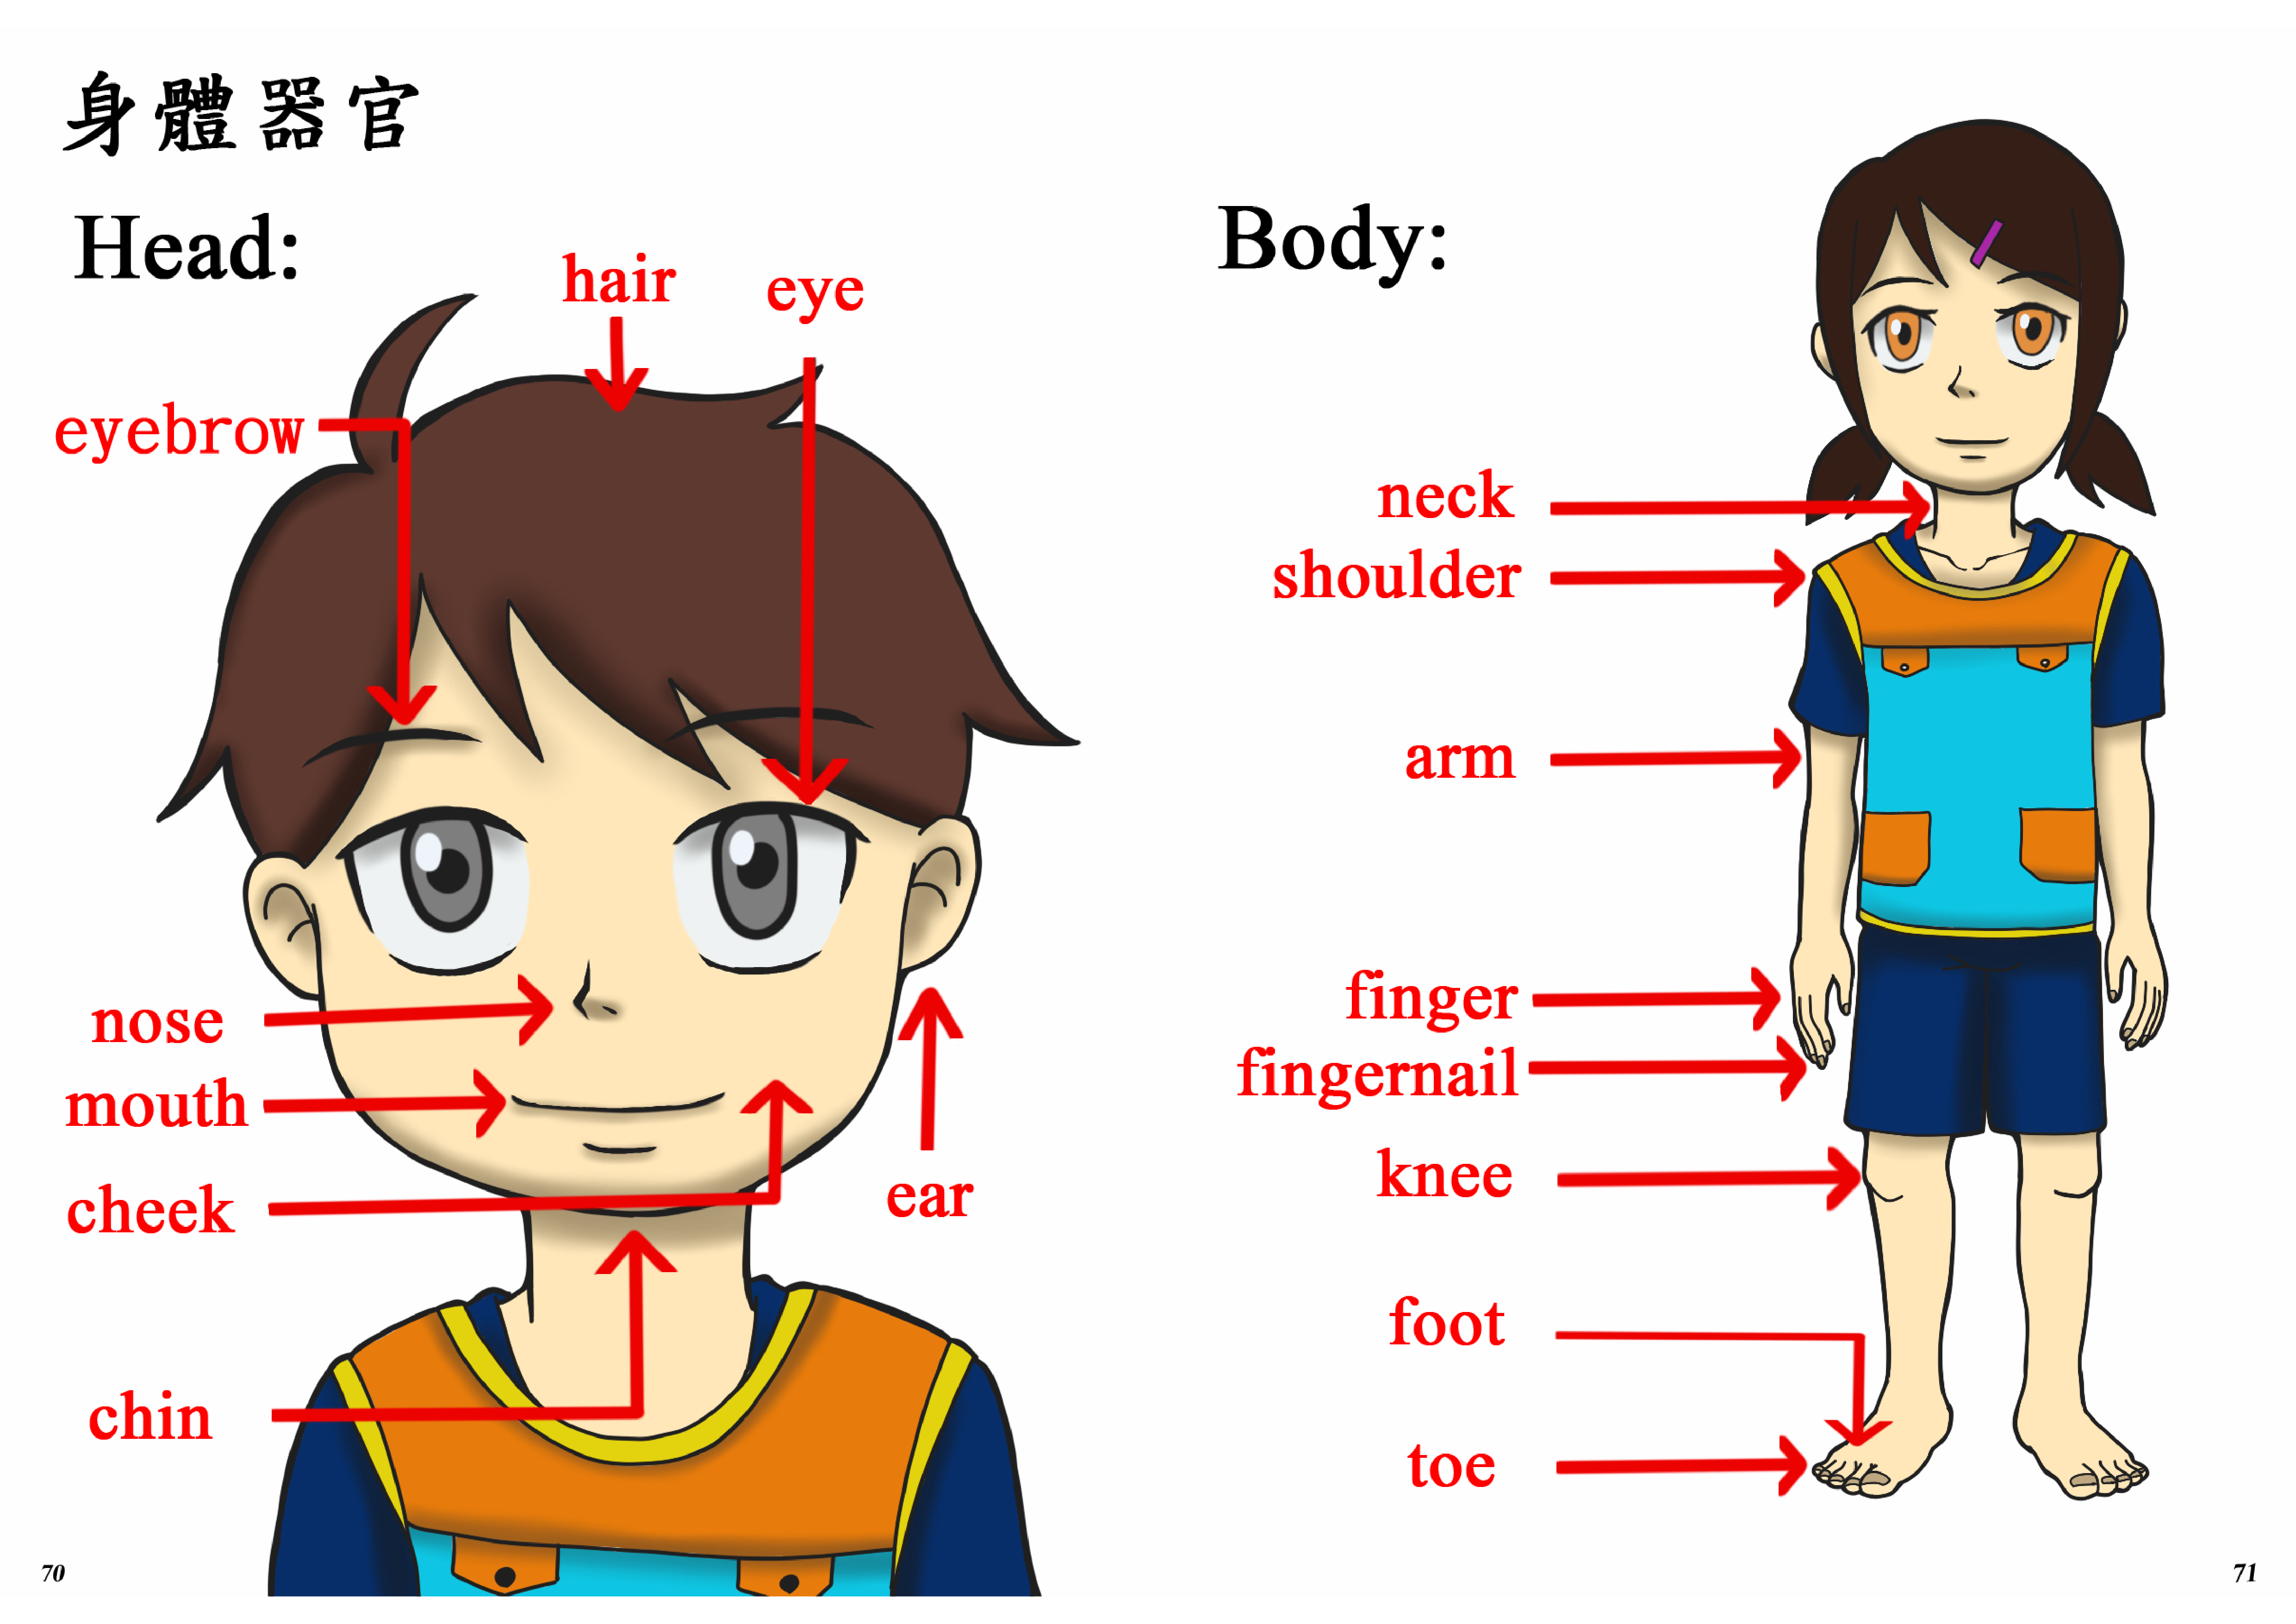 身體器官
Head:
hair
eye
eyebrow
nose
mouth
cheek
ear
chin
70
Body:
neck
shoulder
arm
finger
fingernail
knee
foot
toe
71